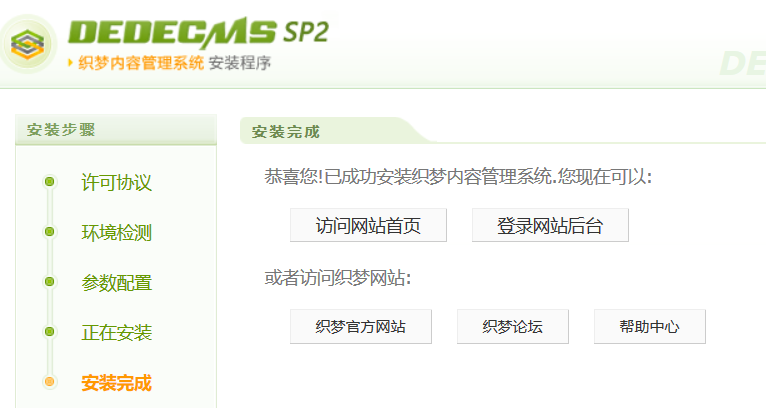 DEDECMS SP2
织梦内容管理系统 安装程序
DE
安装步骤
许可协议
环境检测
参数配置
正在安装
安装完成
安装完成
恭喜您!已成功安装织梦内容管理系统.您现在可以:
访问网站首页 登录网站后台
或者访问织梦网站:
织梦官方网站 织梦论坛 帮助中心